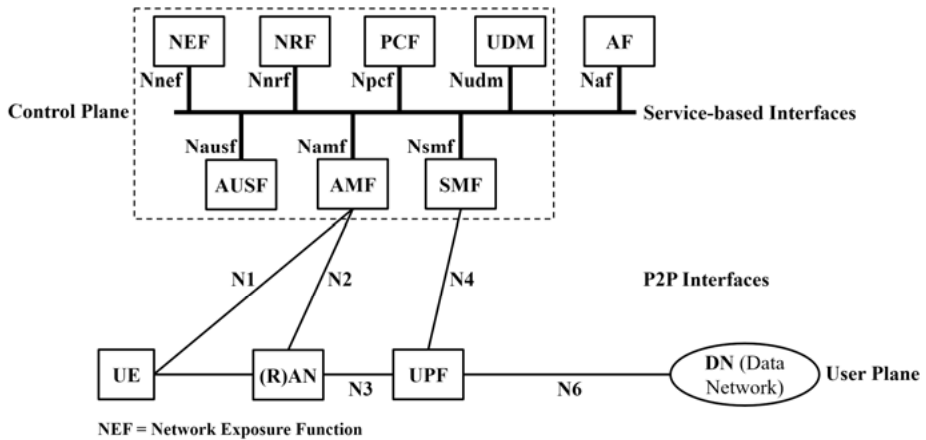 NEF NRF PCF UDM AF
Nnef Nnrf Npcf Nudm Naf
Control Plane Service-based Interfaces
Nausf Namf Nsmf
AUSF AMF SMF
N1 N2 N4 P2P Interfaces
UE (R)AN UPF DN (Data
Network) User Plane
N3 N6
NEF = Network Exposure Function